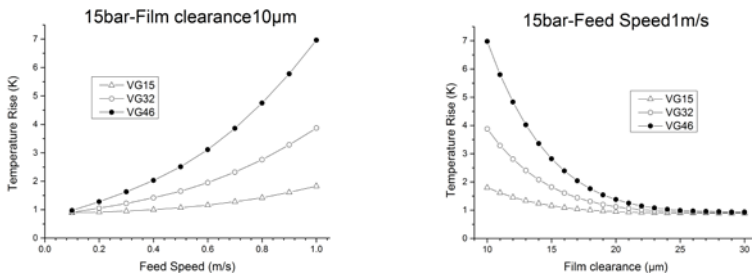 15bar-Film clearance10μm
7
6
5
4
3
2
1
0
Temperature Rise (K)
VG15
VG32
VG46
0.0
0.2
0.4
0.6
0.8
1.0
Feed Speed (m/s)
15bar-Feed Speed1m/s
7
6
5
4
3
2
1
0
Temperature Rise (K)
VG15
VG32
VG46
10
15
20
25
30
Film clearance (μm)